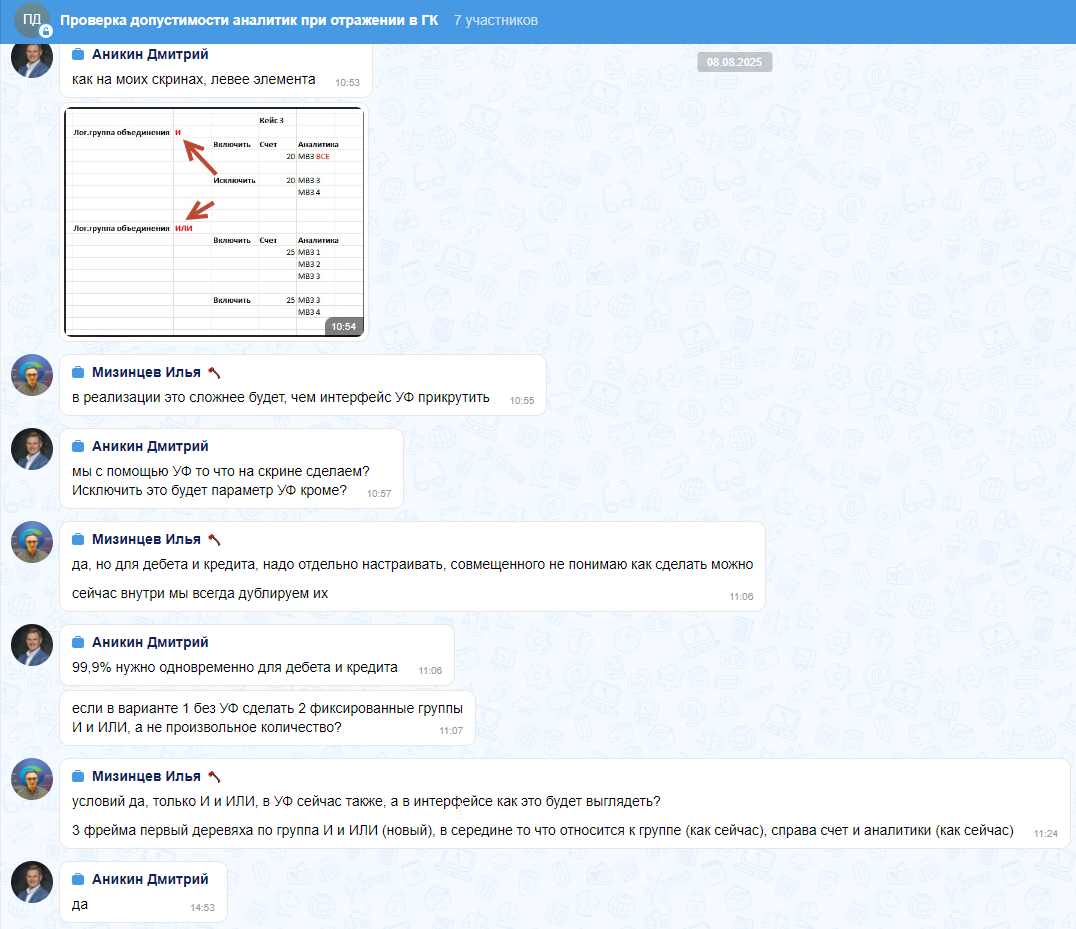 ПД
Проверка допустимости аналитик при отражении в ГК 7 участников
Аникин Дмитрий
как на моих скринах, левее элемента 10:53
08.08.2025
Кейс 3
Лог.группа объединения И
Включить Счет Аналитика
20 МВЗ ВСЕ
Исключить 20 МВЗ 3
МВЗ 4
Лог.группа объединения ИЛИ
Включить Счет Аналитика
25 МВЗ 1
МВЗ 2
МВЗ 3
Включить 25 МВЗ 3
МВЗ 4
10:54
Мизинцев Илья
в реализации это сложнее будет, чем интерфейс УФ прикрутить 10:55
Аникин Дмитрий
мы с помощью УФ то что на скрине сделаем?
Исключить это будет параметр УФ кроме? 10:57
Мизинцев Илья
да, но для дебета и кредита, надо отдельно настраивать, совмещенного не понимаю как сделать можно
сейчас внутри мы всегда дублируем их 11:06
Аникин Дмитрий
99,9% нужно одновременно для дебета и кредита 11:06
если в варианте 1 без УФ сделать 2 фиксированные группы
И и ИЛИ, а не произвольное количество? 11:07
Мизинцев Илья
условий да, только И и ИЛИ, в УФ сейчас также, а в интерфейсе как это будет выглядеть?
3 фрейма первый деревяха по группа И и ИЛИ (новый), в середине то что относится к группе (как сейчас), справа счет и аналитики (как сейчас) 11:24
Аникин Дмитрий
да 14:53